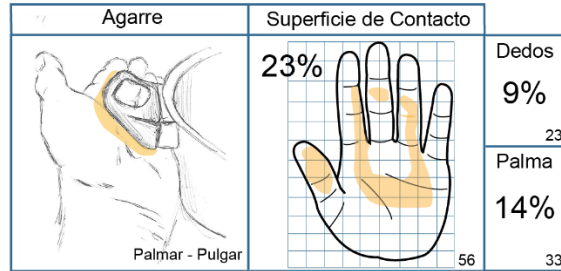 Agarre
Superficie de Contacto
Palmar - Pulgar
23%
56
Dedos
9%
23
Palma
14%
33